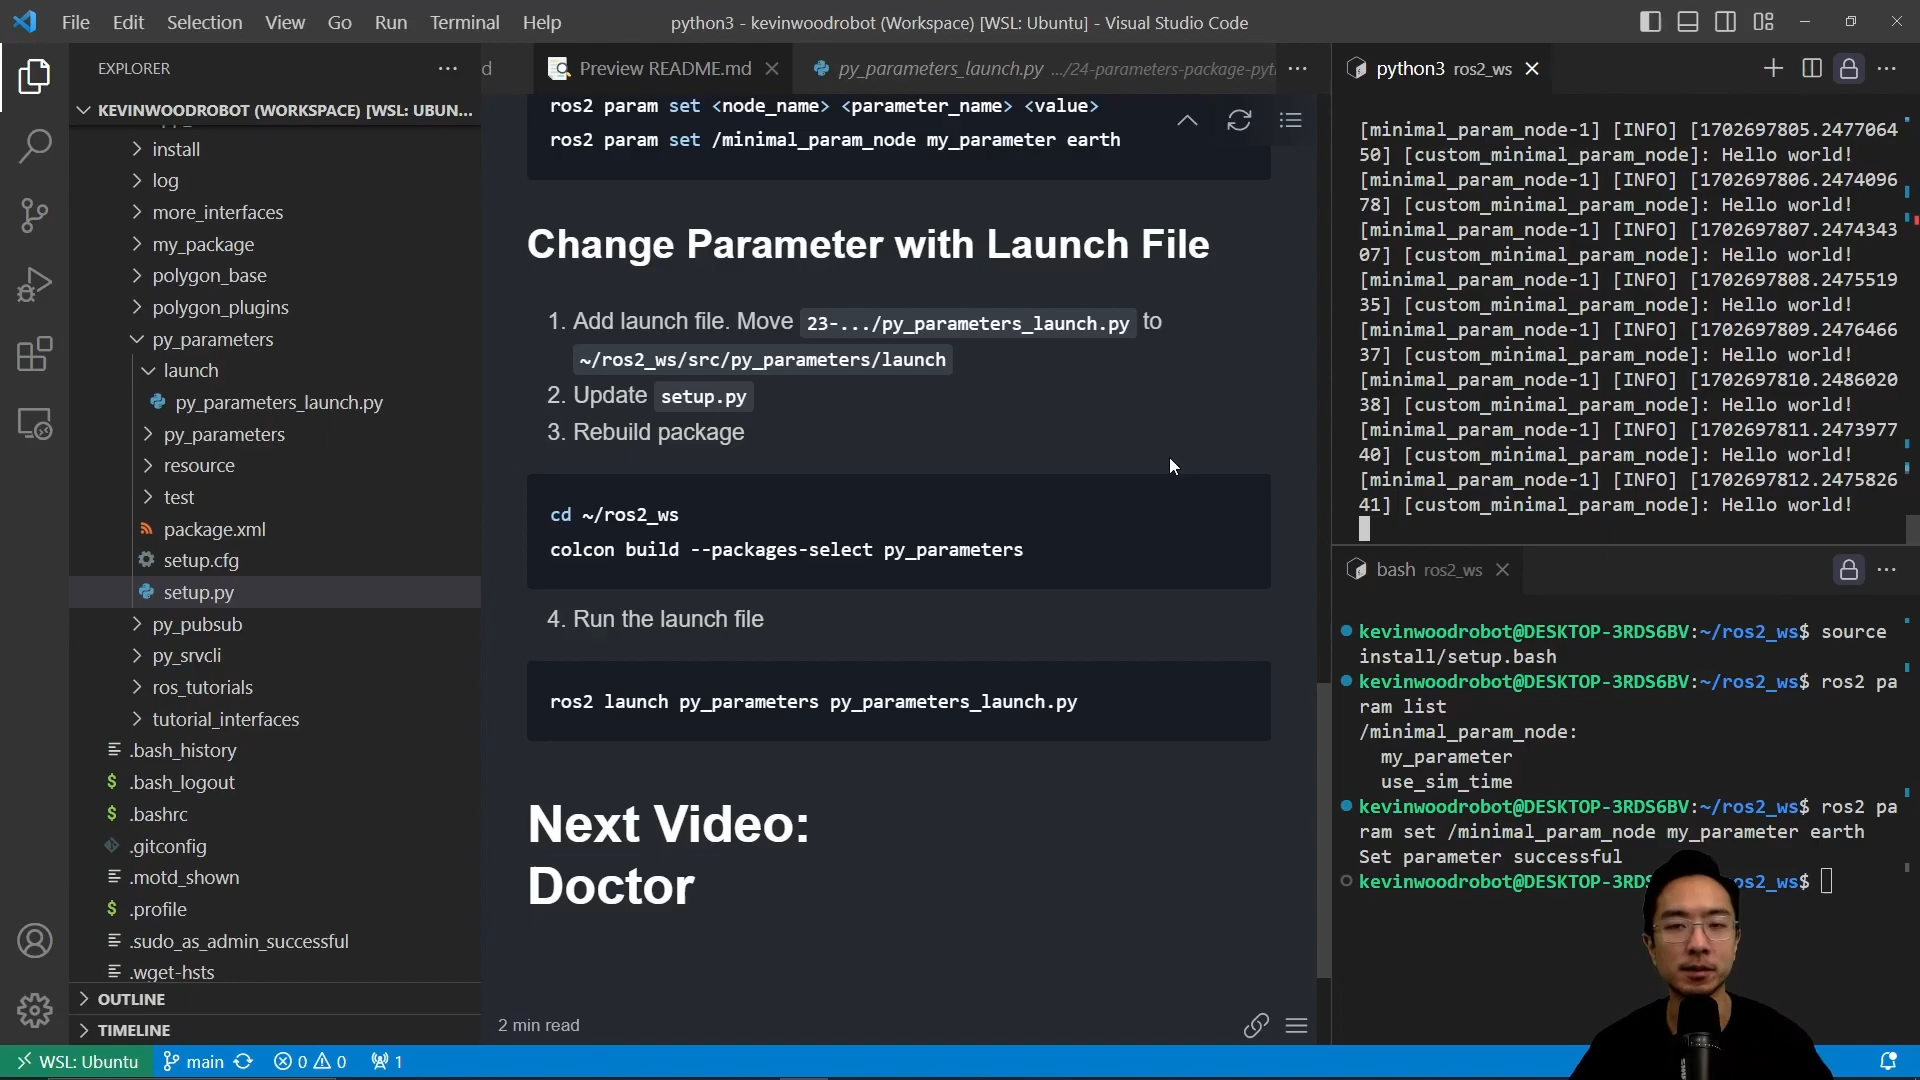 File Edit Selection View Go Run Terminal Help
python3 - kevinwoodrobot (Workspace) [WSL: Ubuntu] - Visual Studio Code
EXPLORER
KEVINWOODROBOT (WORKSPACE) [WSL: UBUN...
install
log
more_interfaces
my_package
polygon_base
polygon_plugins
py_parameters
launch
py_parameters_launch.py
py_parameters
resource
test
package.xml
setup.cfg
setup.py
py_pubsub
py_srvcli
ros_tutorials
tutorial_interfaces
.bash_history
.bash_logout
.bashrc
.gitconfig
.motd_shown
.profile
.sudo_as_admin_successful
.wget-hsts
OUTLINE
TIMELINE
d Preview README.md py_parameters_launch.py .../24-parameters-package-pyt
ros2 param set <node_name> <parameter_name> <value>
ros2 param set /minimal_param_node my_parameter earth
Change Parameter with Launch File
1. Add launch file. Move 23-.../py_parameters_launch.py to
~/ros2_ws/src/py_parameters/launch
2. Update setup.py
3. Rebuild package
cd ~/ros2_ws
colcon build --packages-select py_parameters
4. Run the launch file
ros2 launch py_parameters py_parameters_launch.py
Next Video:
Doctor
2 min read
python3 ros2_ws
[minimal_param_node-1] [INFO] [1702697805.2477064
50] [custom_minimal_param_node]: Hello world!
[minimal_param_node-1] [INFO] [1702697806.2474096
78] [custom_minimal_param_node]: Hello world!
[minimal_param_node-1] [INFO] [1702697807.2474343
07] [custom_minimal_param_node]: Hello world!
[minimal_param_node-1] [INFO] [1702697808.2475519
35] [custom_minimal_param_node]: Hello world!
[minimal_param_node-1] [INFO] [1702697809.2476466
37] [custom_minimal_param_node]: Hello world!
[minimal_param_node-1] [INFO] [1702697810.2486020
38] [custom_minimal_param_node]: Hello world!
[minimal_param_node-1] [INFO] [1702697811.2473977
40] [custom_minimal_param_node]: Hello world!
[minimal_param_node-1] [INFO] [1702697812.2475826
41] [custom_minimal_param_node]: Hello world!
bash ros2_ws
kevinwoodrobot@DESKTOP-3RDS6BV:~/ros2_ws$ source
install/setup.bash
kevinwoodrobot@DESKTOP-3RDS6BV:~/ros2_ws$ ros2 pa
ram list
/minimal_param_node:
my_parameter
use_sim_time
kevinwoodrobot@DESKTOP-3RDS6BV:~/ros2_ws$ ros2 pa
ram set /minimal_param_node my_parameter earth
Set parameter successful
kevinwoodrobot@DESKTOP-3RDS os2_ws$
WSL: Ubuntu main 0 0 1